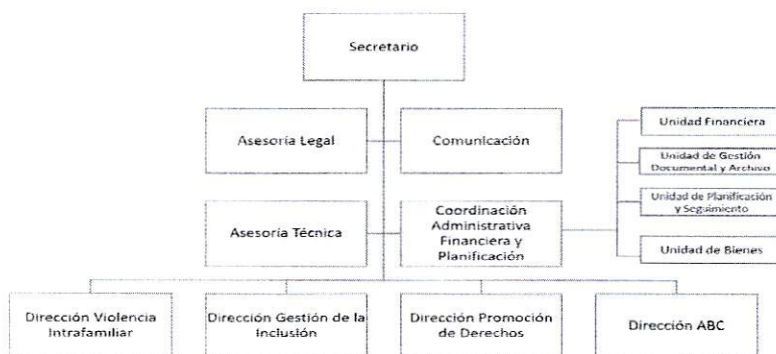 Secretario
Asesoría Legal
Comunicación
Unidad Financiera
Unidad de Gestión
Documental y Archivo
Unidad de Planificación
y Seguimiento
Unidad de Bienes
Asesoría Técnica
Coordinación
Administrativa
Financiera y
Planificación
Dirección Violencia
Intrafamiliar
Dirección Gestión de la
Inclusión
Dirección Promoción
de Derechos
Dirección ABC